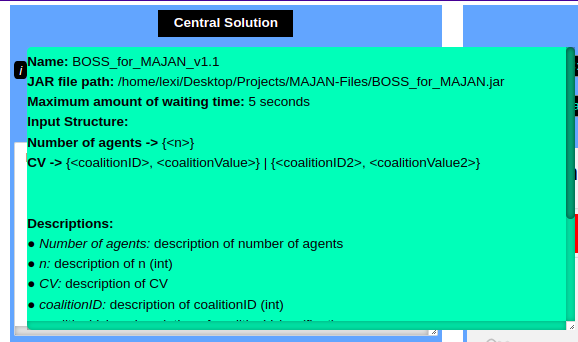 Central Solution
i
Name: BOSS_for_MAJAN_v1.1
JAR file path: /home/lexi/Desktop/Projects/MAJAN-Files/BOSS_for_MAJAN.jar
Maximum amount of waiting time: 5 seconds
Input Structure:
Number of agents -> {<n>}
CV -> {<coalitionID>, <coalitionValue>} | {<coalitionID2>, <coalitionValue2>}
Descriptions:
● Number of agents: description of number of agents
● n: description of n (int)
● CV: description of CV
● coalitionID: description of coalitionID (int)